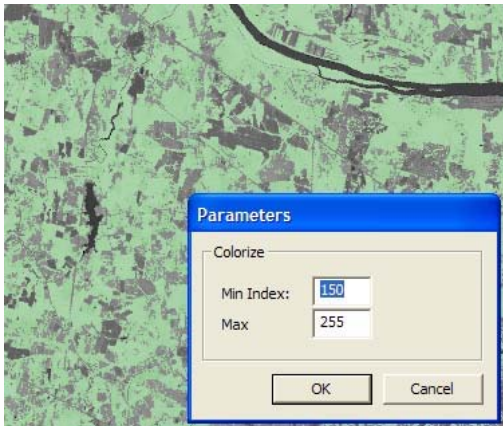 Parameters
Colorize
Min Index: 150
Max 255
OK Cancel